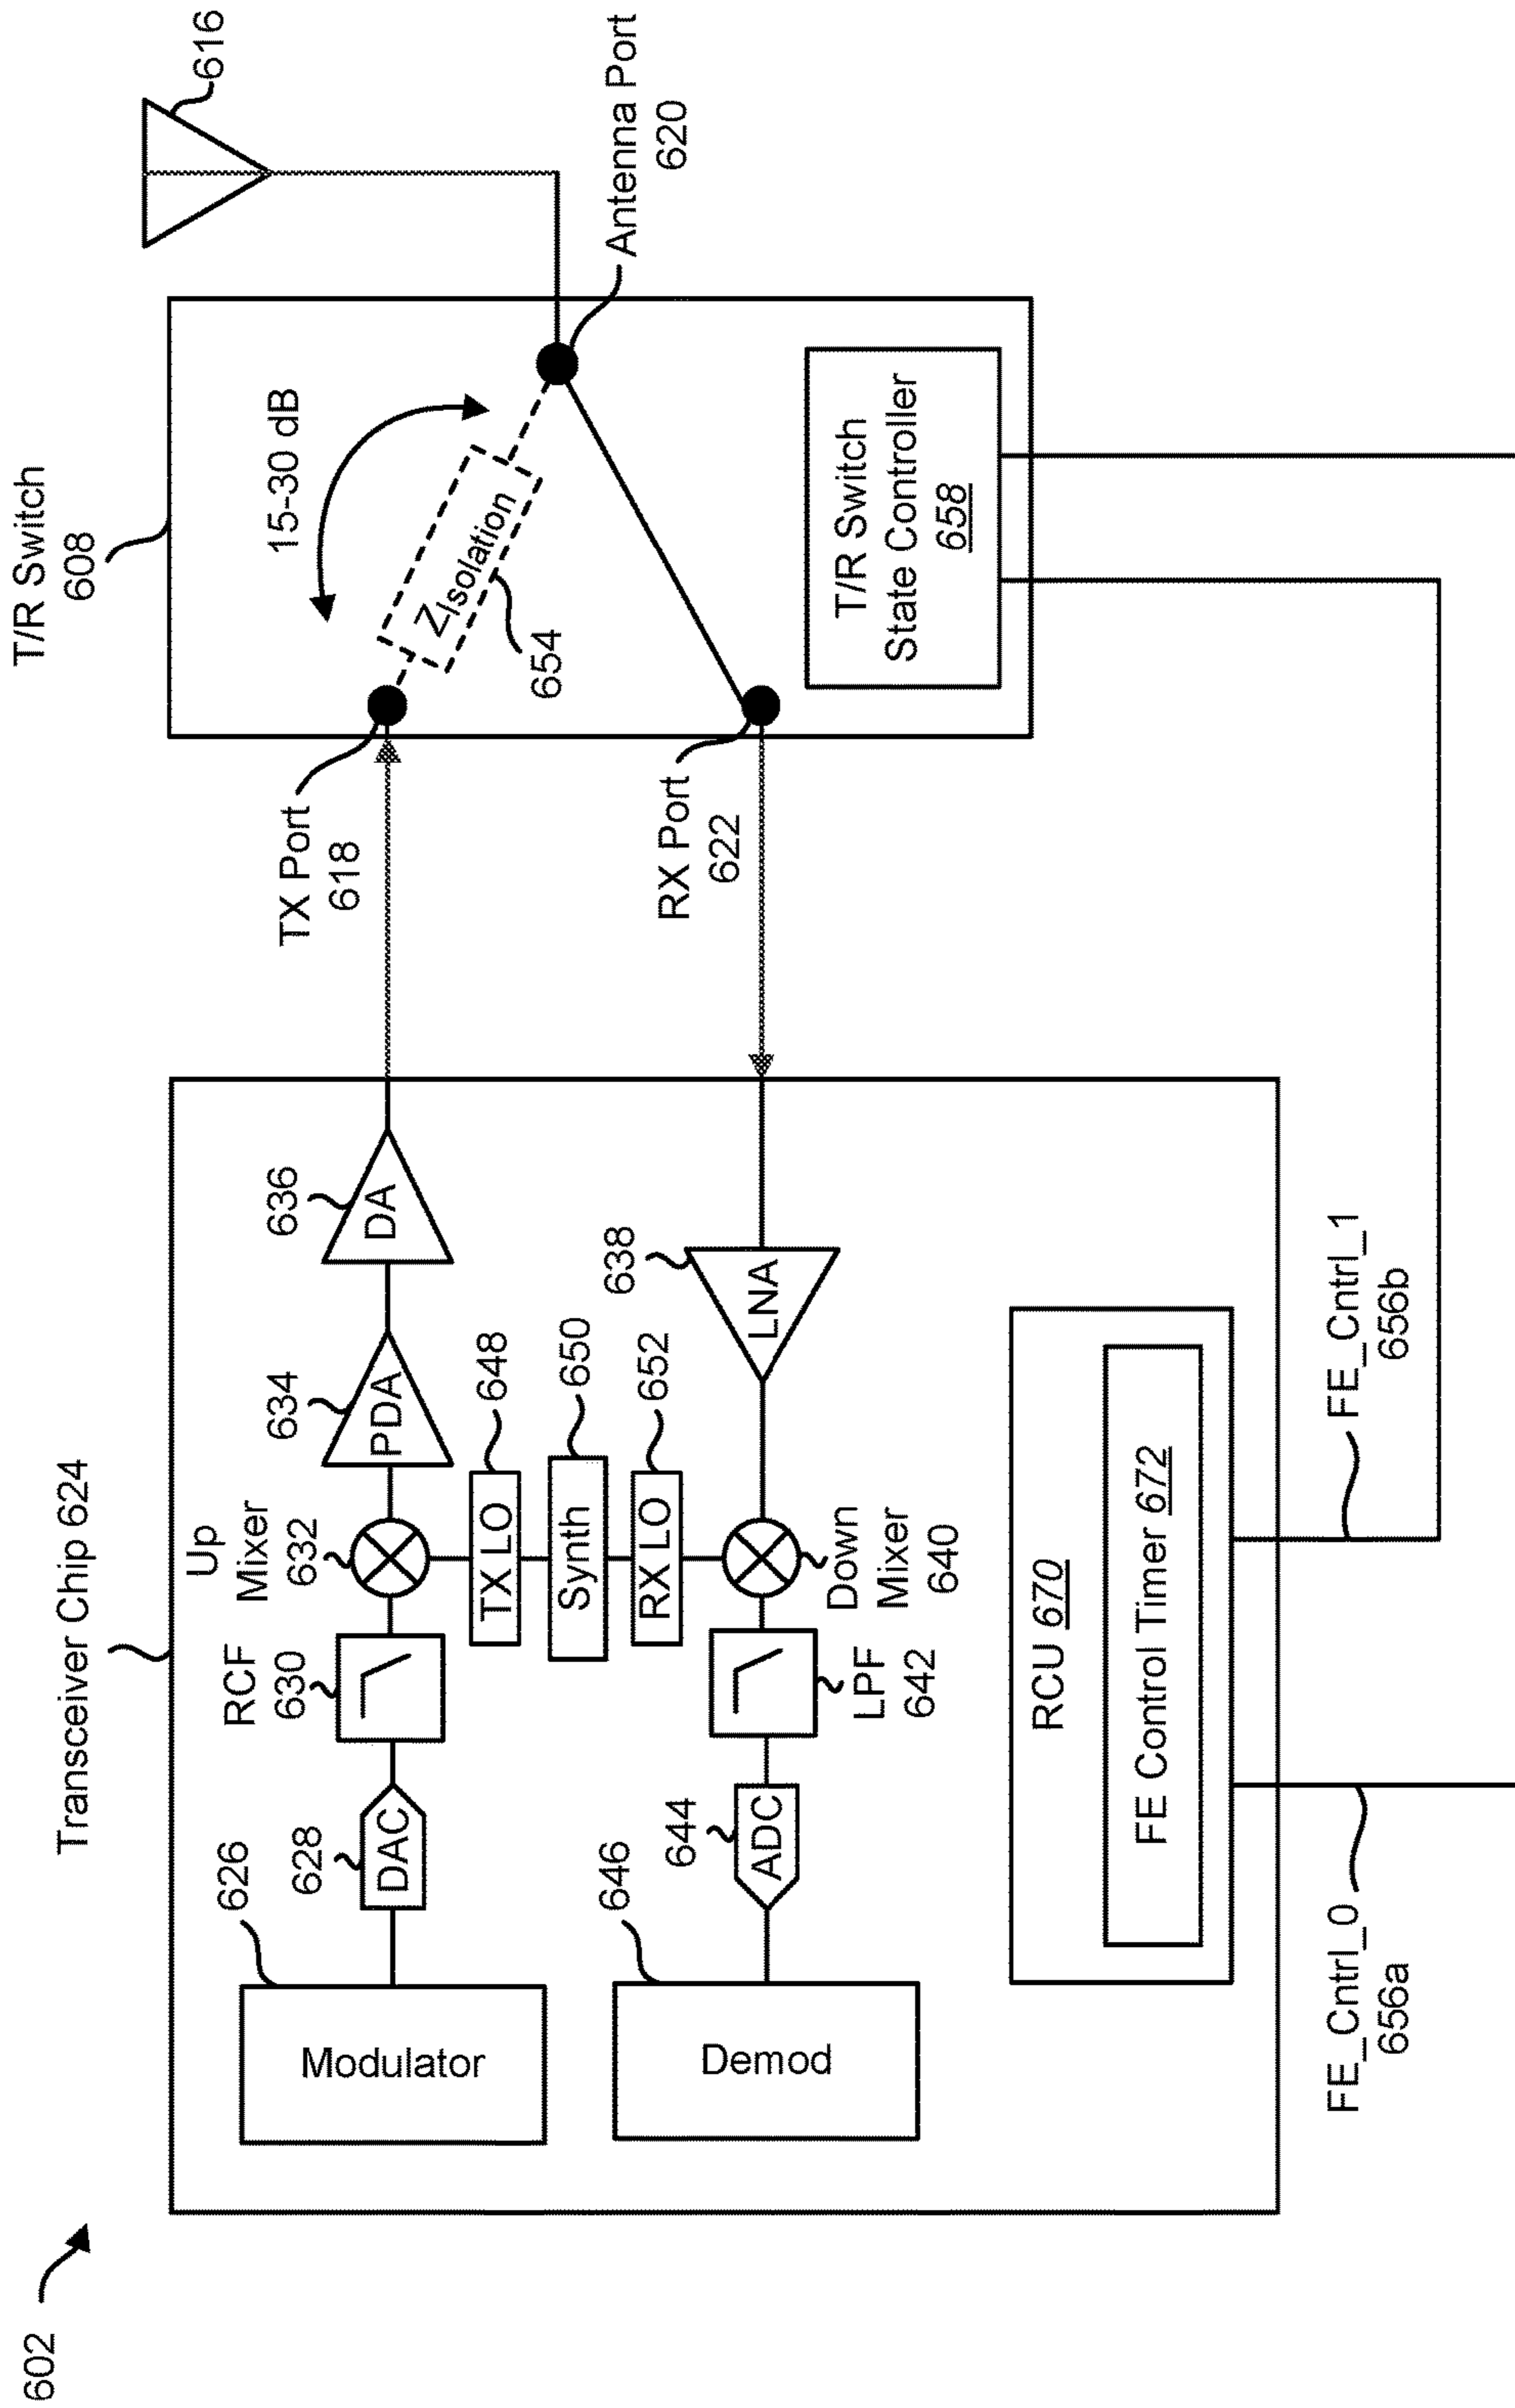 602
Transceiver Chip 624
T/R Switch
608
616
626
Modulator
628
DAC
RCF
630
Up
Mixer
632
634
PDA
636
DA
TX Port
618
15-30 dB
ZIsolation
654
Antenna Port
620
TX LO
648
Synth
650
RX LO
652
646
Demod
644
ADC
LPF
642
Down
Mixer
640
638
LNA
RX Port
622
T/R Switch
State Controller
658
RCU 670
FE Control Timer 672
FE_Cntrl_0
656a
FE_Cntrl_1
656b